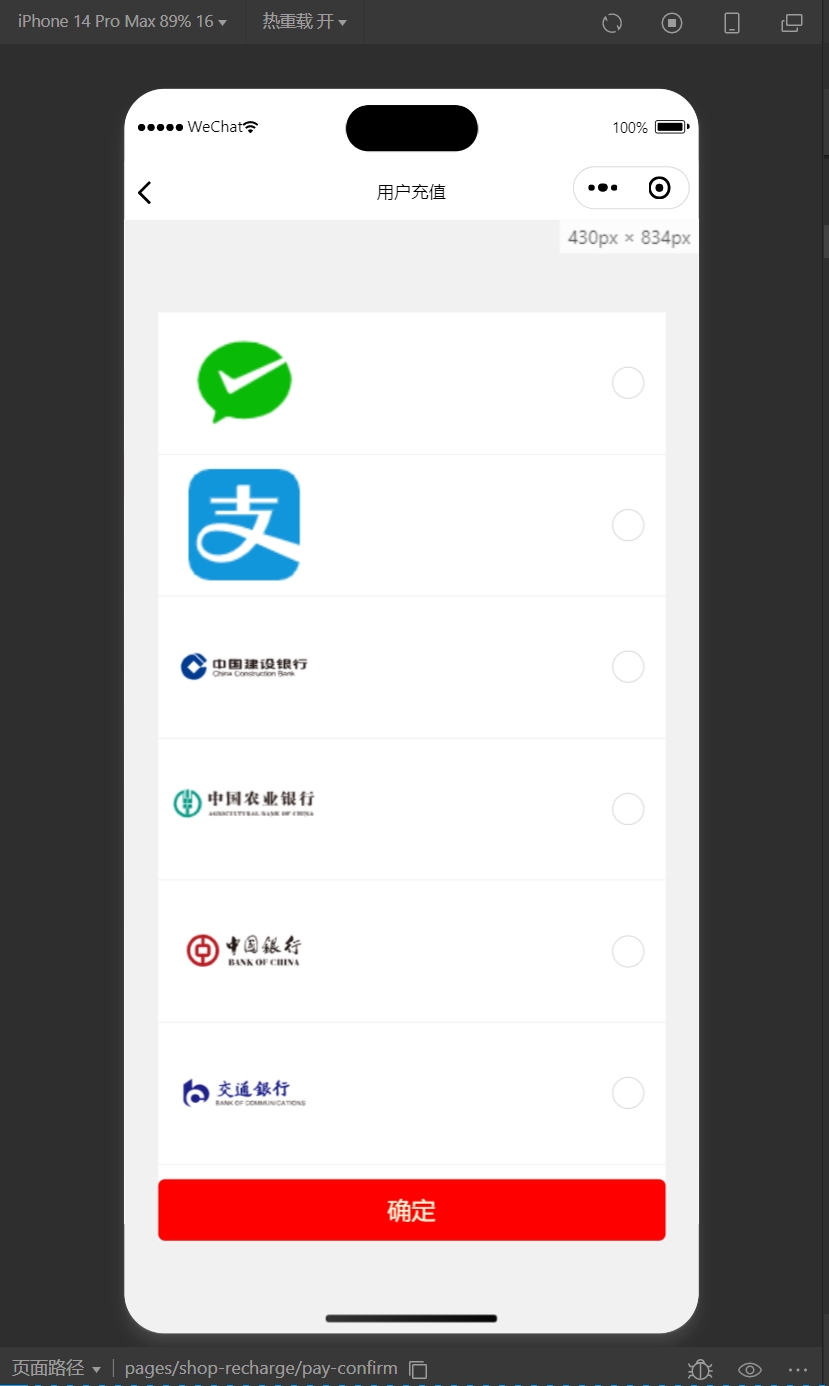 iPhone 14 Pro Max 89% 16
热重载 开
WeChat
100%
用户充值
430px × 834px
支
中国建设银行
China Construction Bank
中国农业银行
AGRICULTURAL BANK OF CHINA
中国銀行
BANK OF CHINA
交通銀行
BANK OF COMMUNICATIONS
确定
页面路径
pages/shop-recharge/pay-confirm